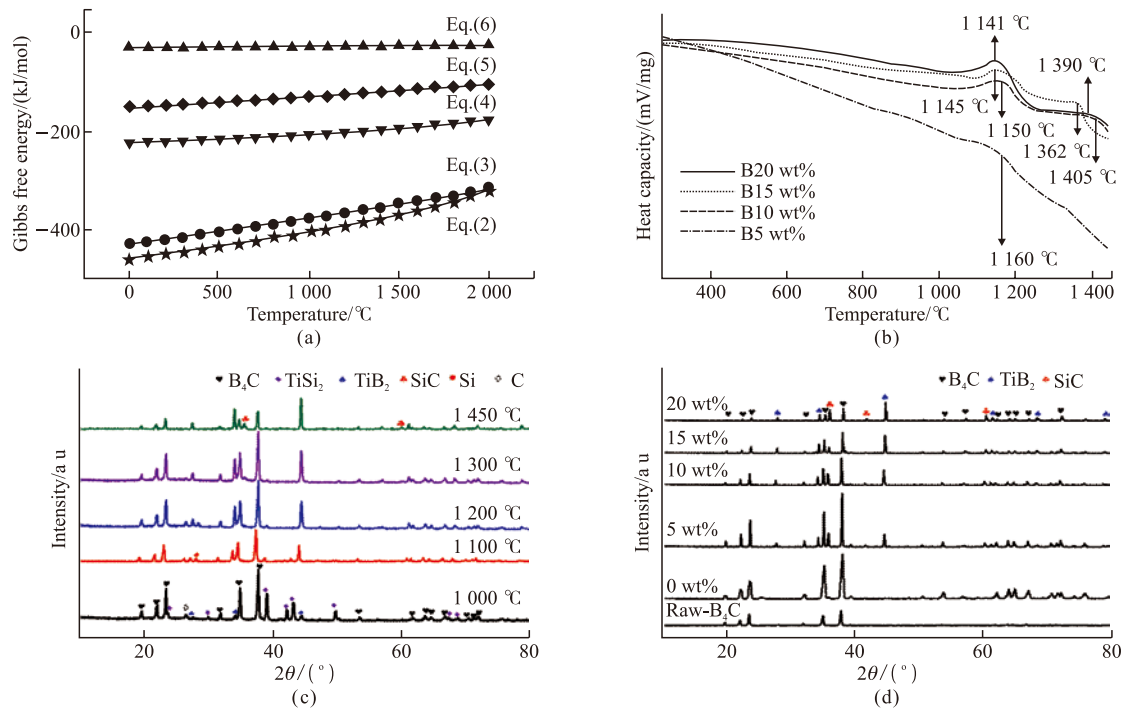 0
−200
−400
Gibbs free energy/(kJ/mol)
Eq.(6)
Eq.(5)
Eq.(4)
Eq.(3)
Eq.(2)
0
500
1 000
1 500
2 000
Temperature/℃
(a)
Heat capacity/(mV/mg)
1 141 ℃
1 390 ℃
1 145 ℃
1 150 ℃
1 362 ℃
1 405 ℃
1 160 ℃
B20 wt%
B15 wt%
B10 wt%
B5 wt%
400
600
800
1 000
1 200
1 400
Temperature/℃
(b)
B₄C TiSi₂ TiB₂ SiC Si C
1 450 ℃
1 300 ℃
1 200 ℃
1 100 ℃
1 000 ℃
Intensity/a u
20
40
60
80
2θ/(°)
(c)
B₄C TiB₂ SiC
20 wt%
15 wt%
10 wt%
5 wt%
0 wt%
Raw-B₄C
Intensity/a u
20
40
60
80
2θ/(°)
(d)